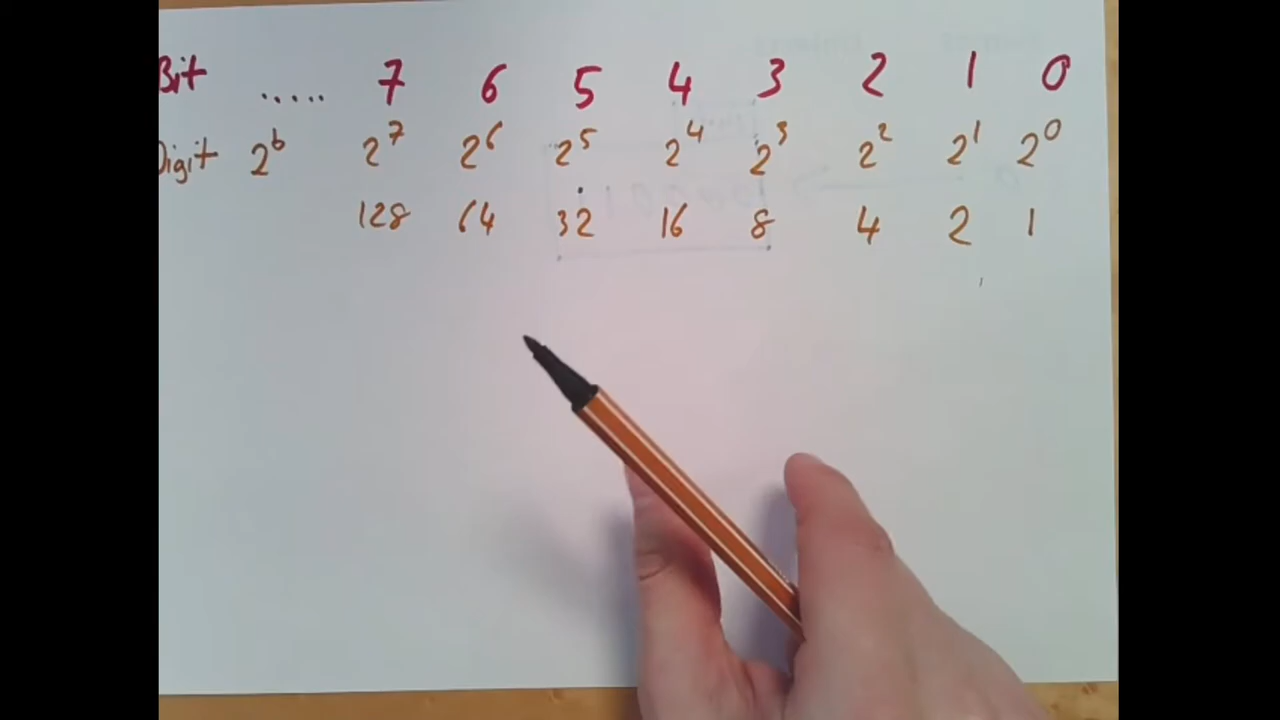 Bit ..... 7 6 5 4 3 2 1 0
Digit 2^b 2^7 2^6 2^5 2^4 2^3 2^2 2^1 2^0
128 64 32 16 8 4 2 1